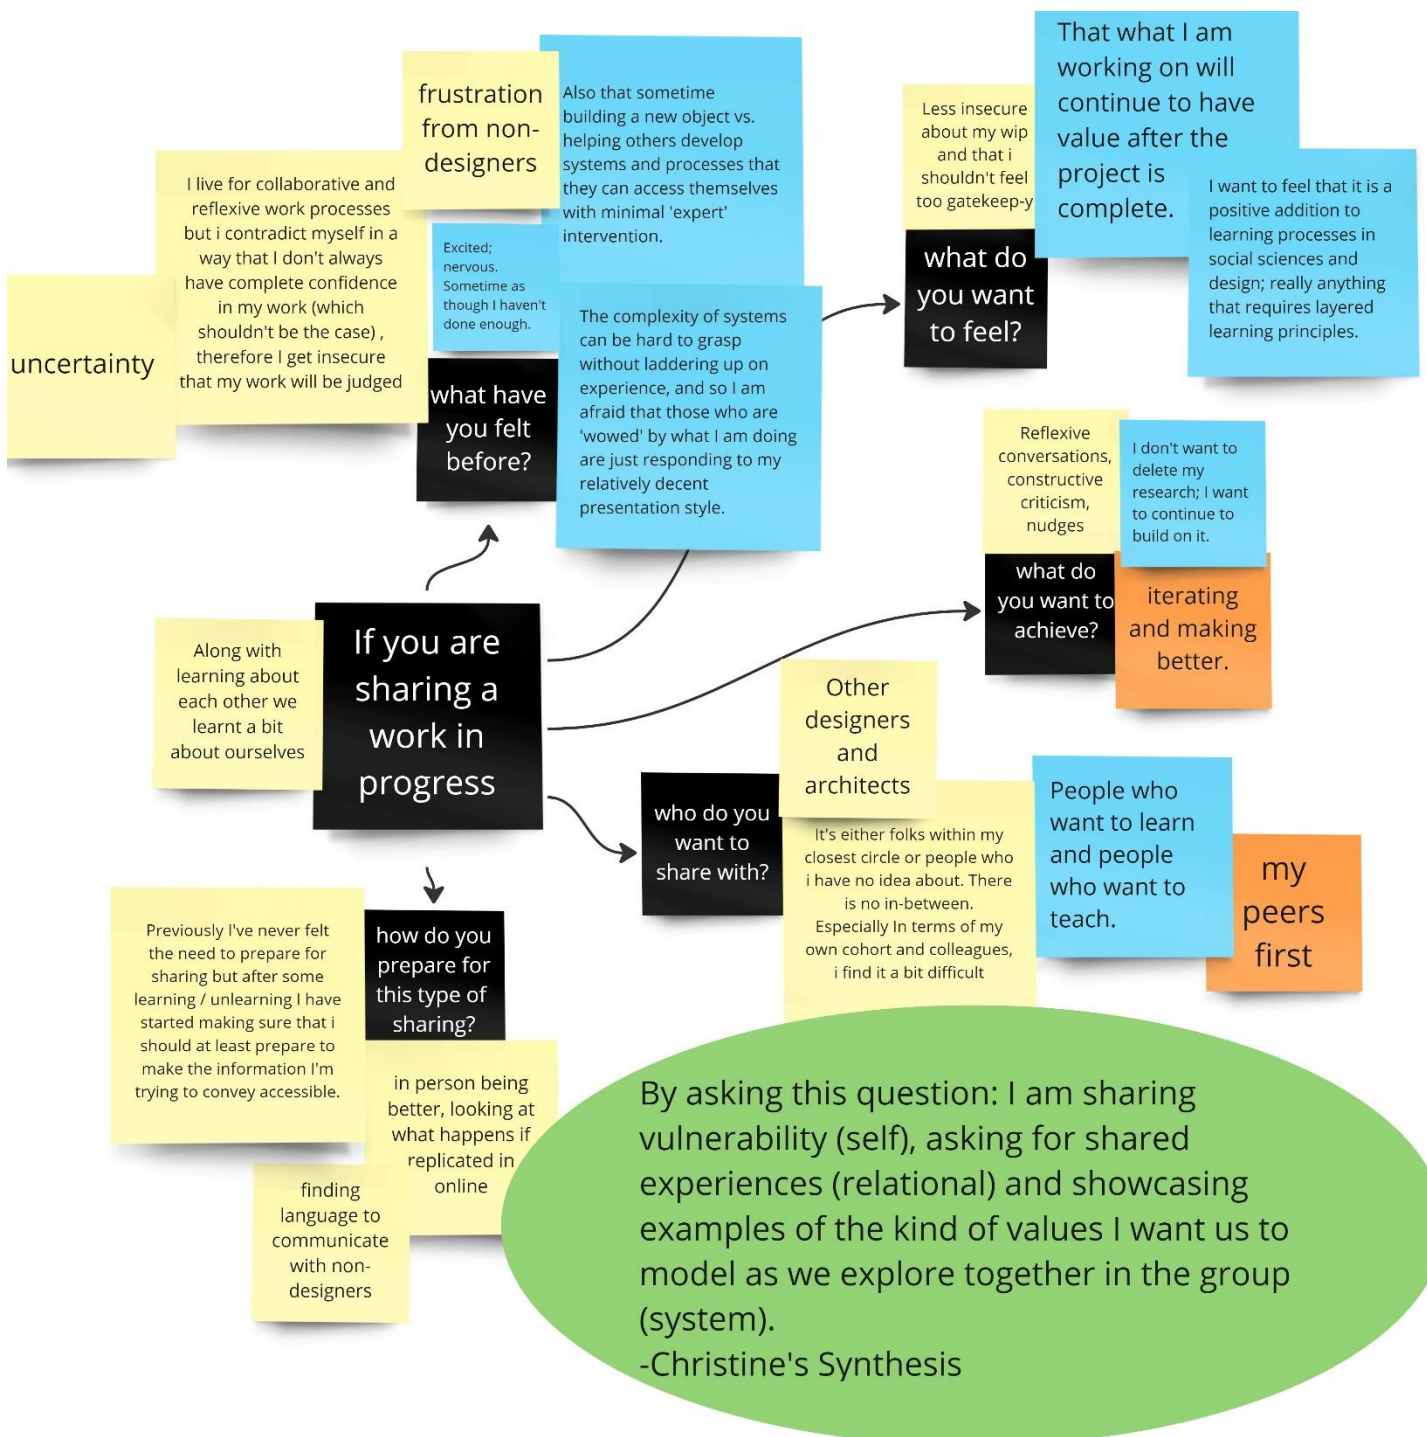 frustration
from non-
designers
Also that sometime
building a new object vs.
helping others develop
systems and processes that
they can access themselves
with minimal 'expert'
intervention.
I live for collaborative and
reflexive work processes
but i contradict myself in a
way that I don't always
have complete confidence
in my work (which
shouldn't be the case) ,
therefore I get insecure
that my work will be judged
uncertainty
Excited;
nervous.
Sometime as
though I haven't
done enough.
The complexity of systems
can be hard to grasp
without laddering up on
experience, and so I am
afraid that those who are
'wowed' by what I am doing
are just responding to my
relatively decent
presentation style.
what have
you felt
before?
That what I am
working on will
continue to have
value after the
project is
complete.
Less insecure
about my wip
and that i
shouldn't feel
too gatekeep-y
I want to feel that it is a
positive addition to
learning processes in
social sciences and
design; really anything
that requires layered
learning principles.
what do
you want
to feel?
Reflexive
conversations,
constructive
criticism,
nudges
I don't want to
delete my
research; I want
to continue to
build on it.
what do
you want to
achieve?
iterating
and making
better.
Along with
learning about
each other we
learnt a bit
about ourselves
If you are
sharing a
work in
progress
Other
designers
and
architects
who do you
want to
share with?
It's either folks within my
closest circle or people who
i have no idea about. There
is no in-between.
Especially In terms of my
own cohort and colleagues,
i find it a bit difficult
People who
want to learn
and people
who want to
teach.
my
peers
first
Previously I've never felt
the need to prepare for
sharing but after some
learning / unlearning I have
started making sure that i
should at least prepare to
make the information I'm
trying to convey accessible.
how do you
prepare for
this type of
sharing?
in person being
better, looking at
what happens if
replicated in
online
finding
language to
communicate
with non-
designers
By asking this question: I am sharing
vulnerability (self), asking for shared
experiences (relational) and showcasing
examples of the kind of values I want us to
model as we explore together in the group
(system).
-Christine's Synthesis